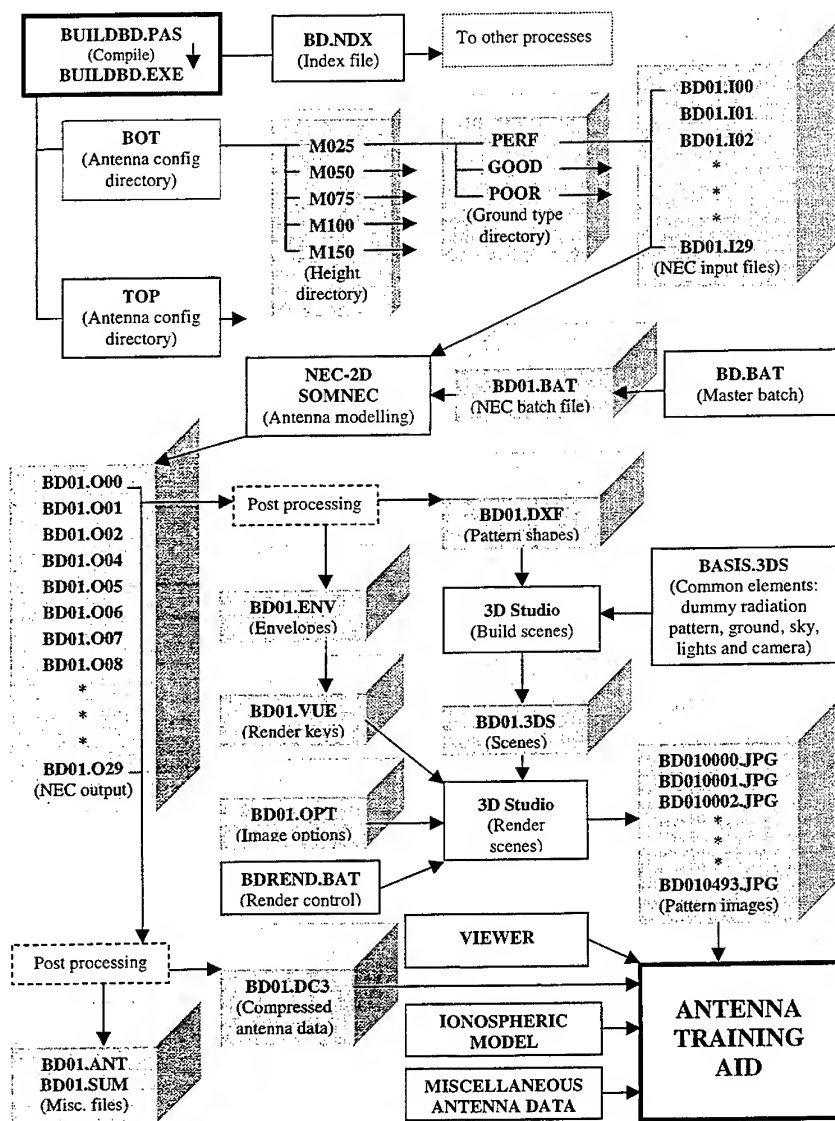 BUILDBD.PAS
(Compile)
BUILDBD.EXE
BD.NDX
(Index file)
To other processes
BOT
(Antenna config
directory)
M025
M050
M075
M100
M150
(Height
directory)
PERF
GOOD
POOR
(Ground type
directory)
BD01.I00
BD01.I01
BD01.I02
*
*
*
BD01.I29
(NEC input files)
TOP
(Antenna config
directory)
NEC-2D
SOMNEC
(Antenna modelling)
BD01.BAT
(NEC batch file)
BD.BAT
(Master batch)
BD01.O00
BD01.O01
BD01.O02
BD01.O04
BD01.O05
BD01.O06
BD01.O07
BD01.O08
*
*
*
BD01.O29
(NEC output)
Post processing
BD01.DXF
(Pattern shapes)
BD01.ENV
(Envelopes)
3D Studio
(Build scenes)
BASIS.3DS
(Common elements:
dummy radiation
pattern, ground, sky,
lights and camera)
BD01.VUE
(Render keys)
BD01.3DS
(Scenes)
BD01.OPT
(Image options)
3D Studio
(Render
scenes)
BDREND.BAT
(Render control)
BD010000.JPG
BD010001.JPG
BD010002.JPG
*
*
*
BD010493.JPG
(Pattern images)
Post processing
BD01.DC3
(Compressed
antenna data)
BD01.ANT
BD01.SUM
(Misc. files)
VIEWER
IONOSPHERIC
MODEL
MISCELLANEOUS
ANTENNA DATA
ANTENNA
TRAINING
AID